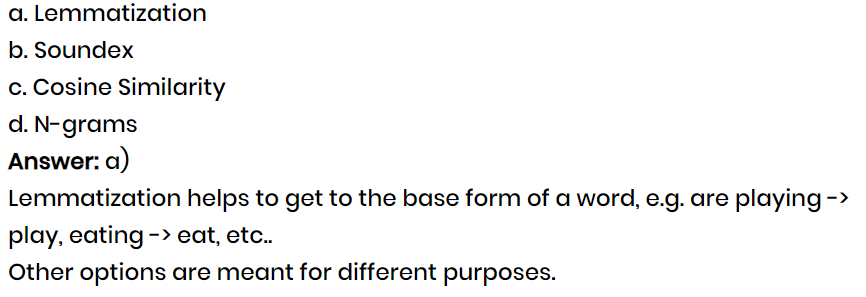 a. Lemmatization
b. Soundex
c. Cosine Similarity
d. N-grams
Answer: a)
Lemmatization helps to get to the base form of a word, e.g. are playing ->
play, eating -> eat, etc..
Other options are meant for different purposes.